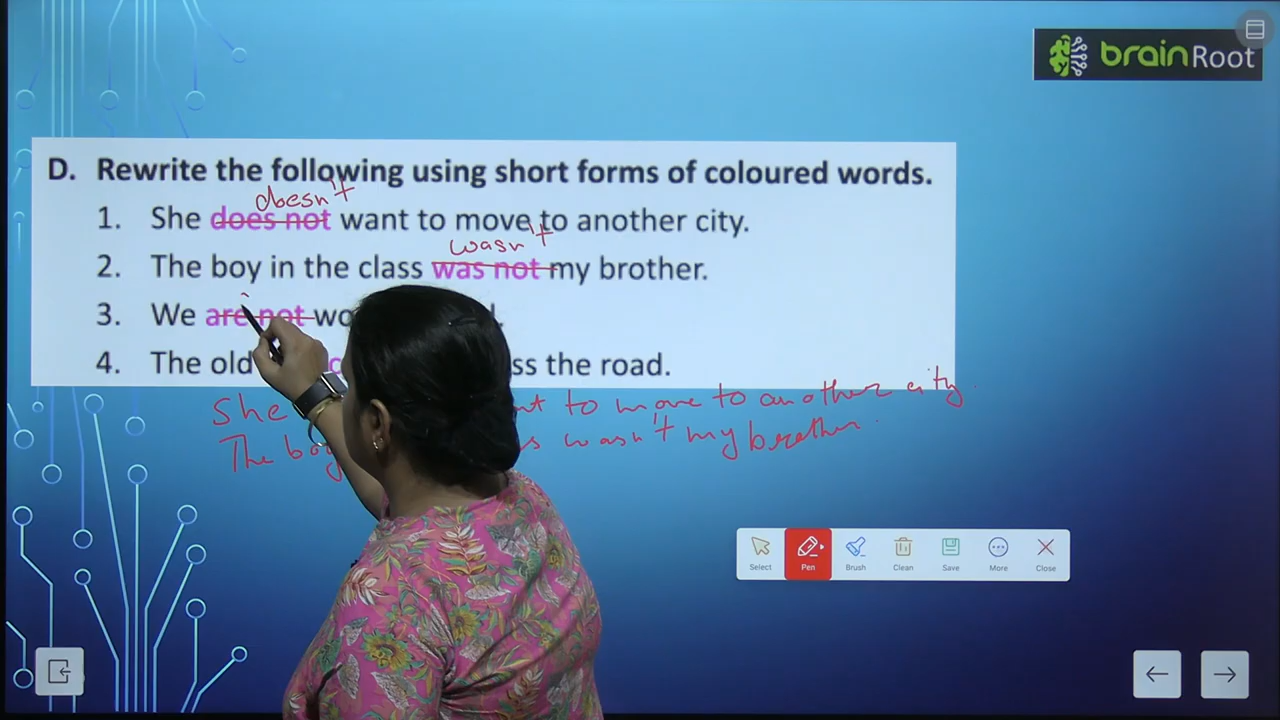 brainRoot
D. Rewrite the following using short forms of coloured words.
doesn't
1. She does not want to move to another city.
wasn't
2. The boy in the class was not my brother.
3. We are not
4. The old ss the road.
She nt to move to another city.
The boy s wasn't my brother.
Select Pen Brush Clean Save More Close